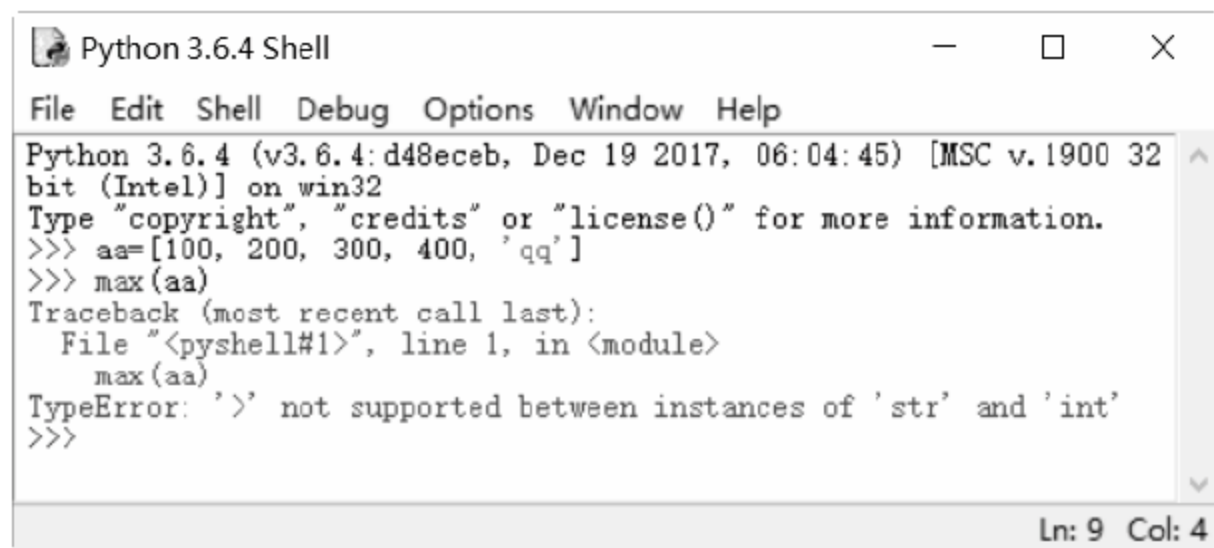 Python 3.6.4 Shell
File Edit Shell Debug Options Window Help
Python 3.6.4 (v3.6.4:d48eceb, Dec 19 2017, 06:04:45) [MSC v.1900 32
bit (Intel)] on win32
Type "copyright", "credits" or "license()" for more information.
>>> aa=[100, 200, 300, 400, 'qq']
>>> max(aa)
Traceback (most recent call last):
  File "<pyshell#1>", line 1, in <module>
    max(aa)
TypeError: '>' not supported between instances of 'str' and 'int'
>>>
Ln: 9 Col: 4